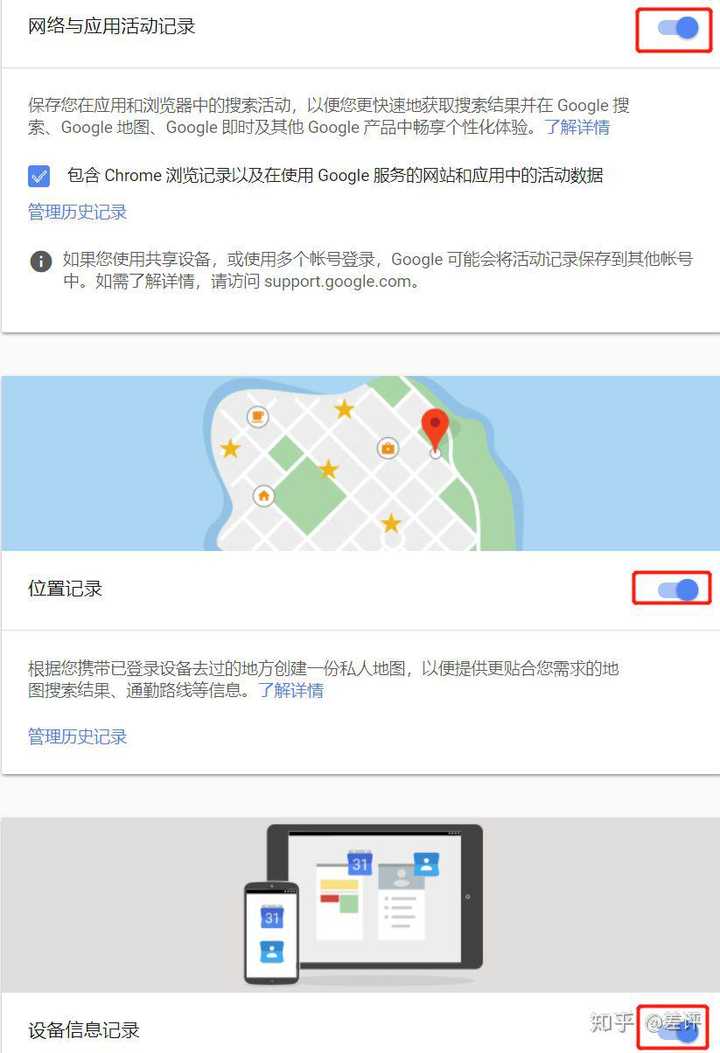 网络与应用活动记录
保存您在应用和浏览器中的搜索活动，以便您更快速地获取搜索结果并在 Google 搜
索、Google 地图、Google 即时及其他 Google 产品中畅享个性化体验。了解详情
包含 Chrome 浏览记录以及在使用 Google 服务的网站和应用中的活动数据
管理历史记录
如果您使用共享设备，或使用多个帐号登录，Google 可能会将活动记录保存到其他帐号
中。如需了解详情，请访问 support.google.com。
位置记录
根据您携带已登录设备去过的地方创建一份私人地图，以便提供更贴合您需求的地
图搜索结果、通勤路线等信息。了解详情
管理历史记录
31
31
设备信息记录
知乎 @差评